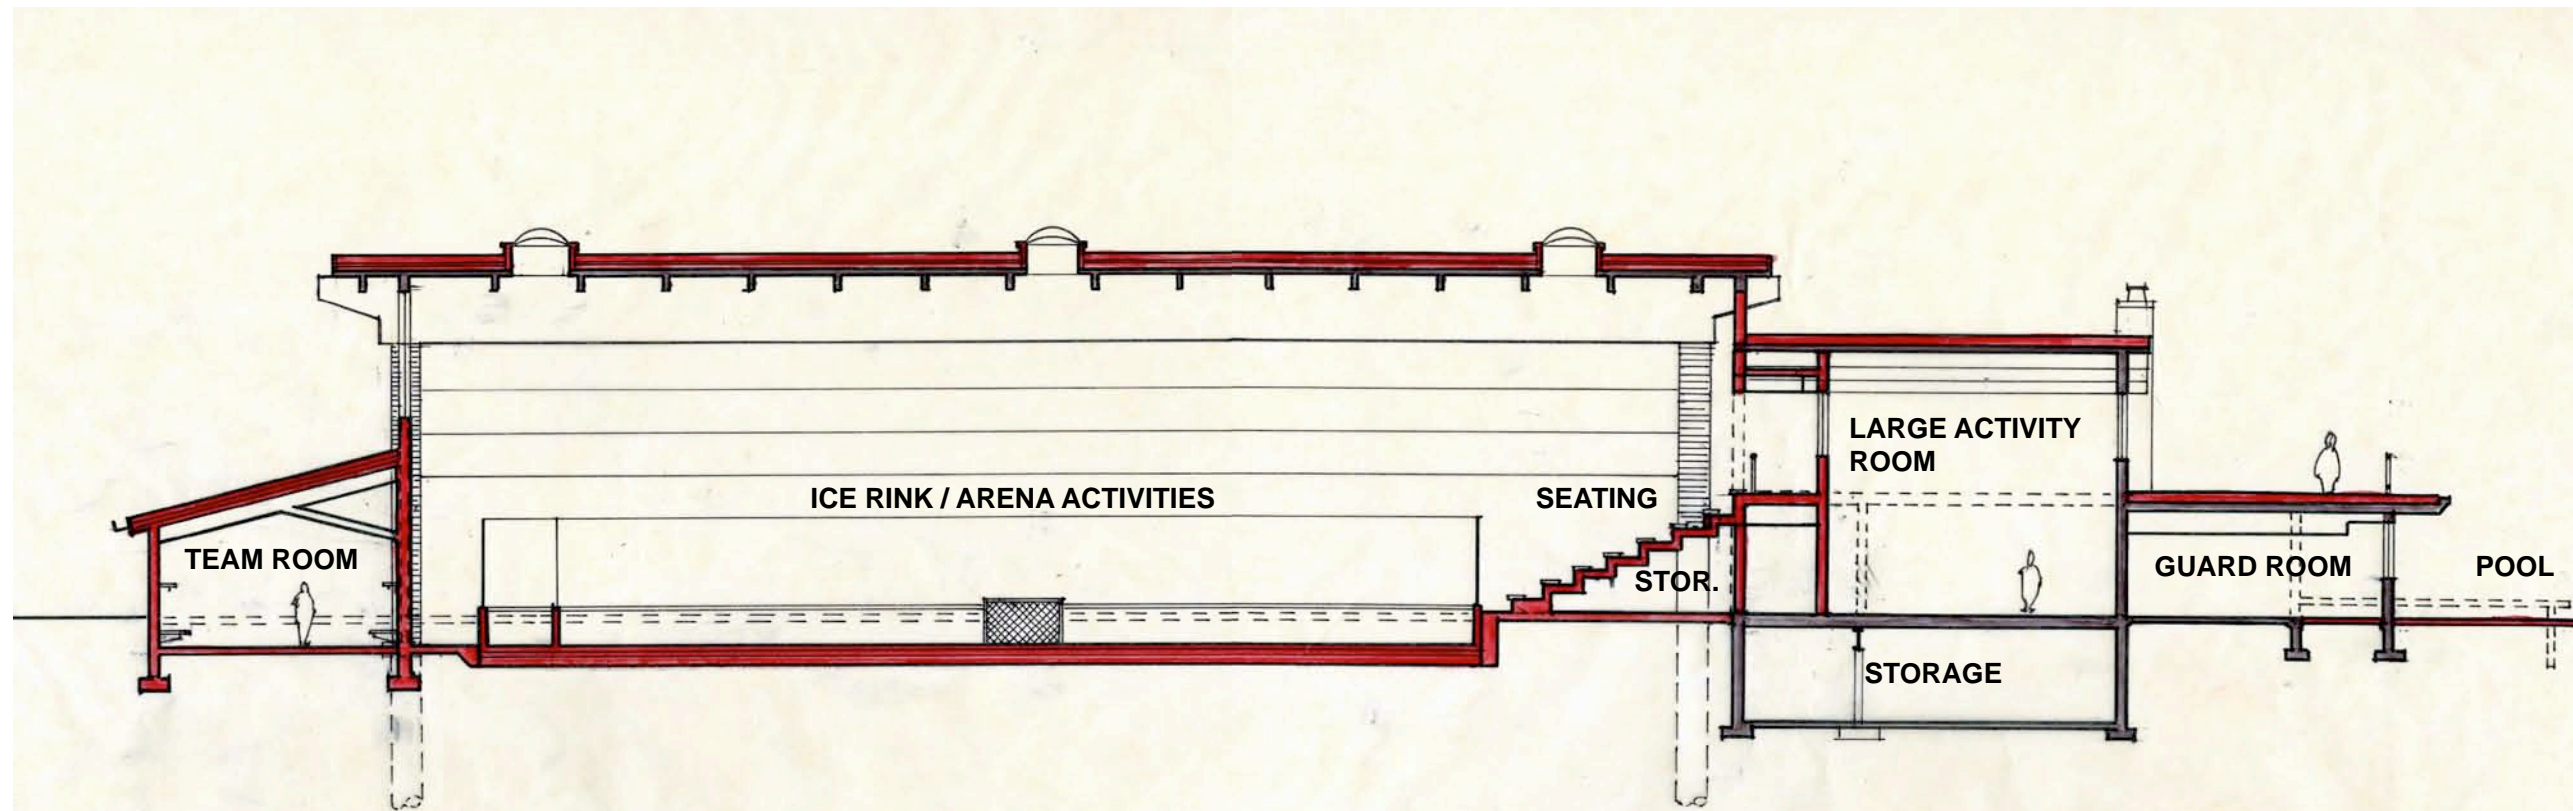 LARGE ACTIVITY
ROOM
ICE RINK / ARENA ACTIVITIES
SEATING
TEAM ROOM
STOR.
GUARD ROOM
POOL
STORAGE